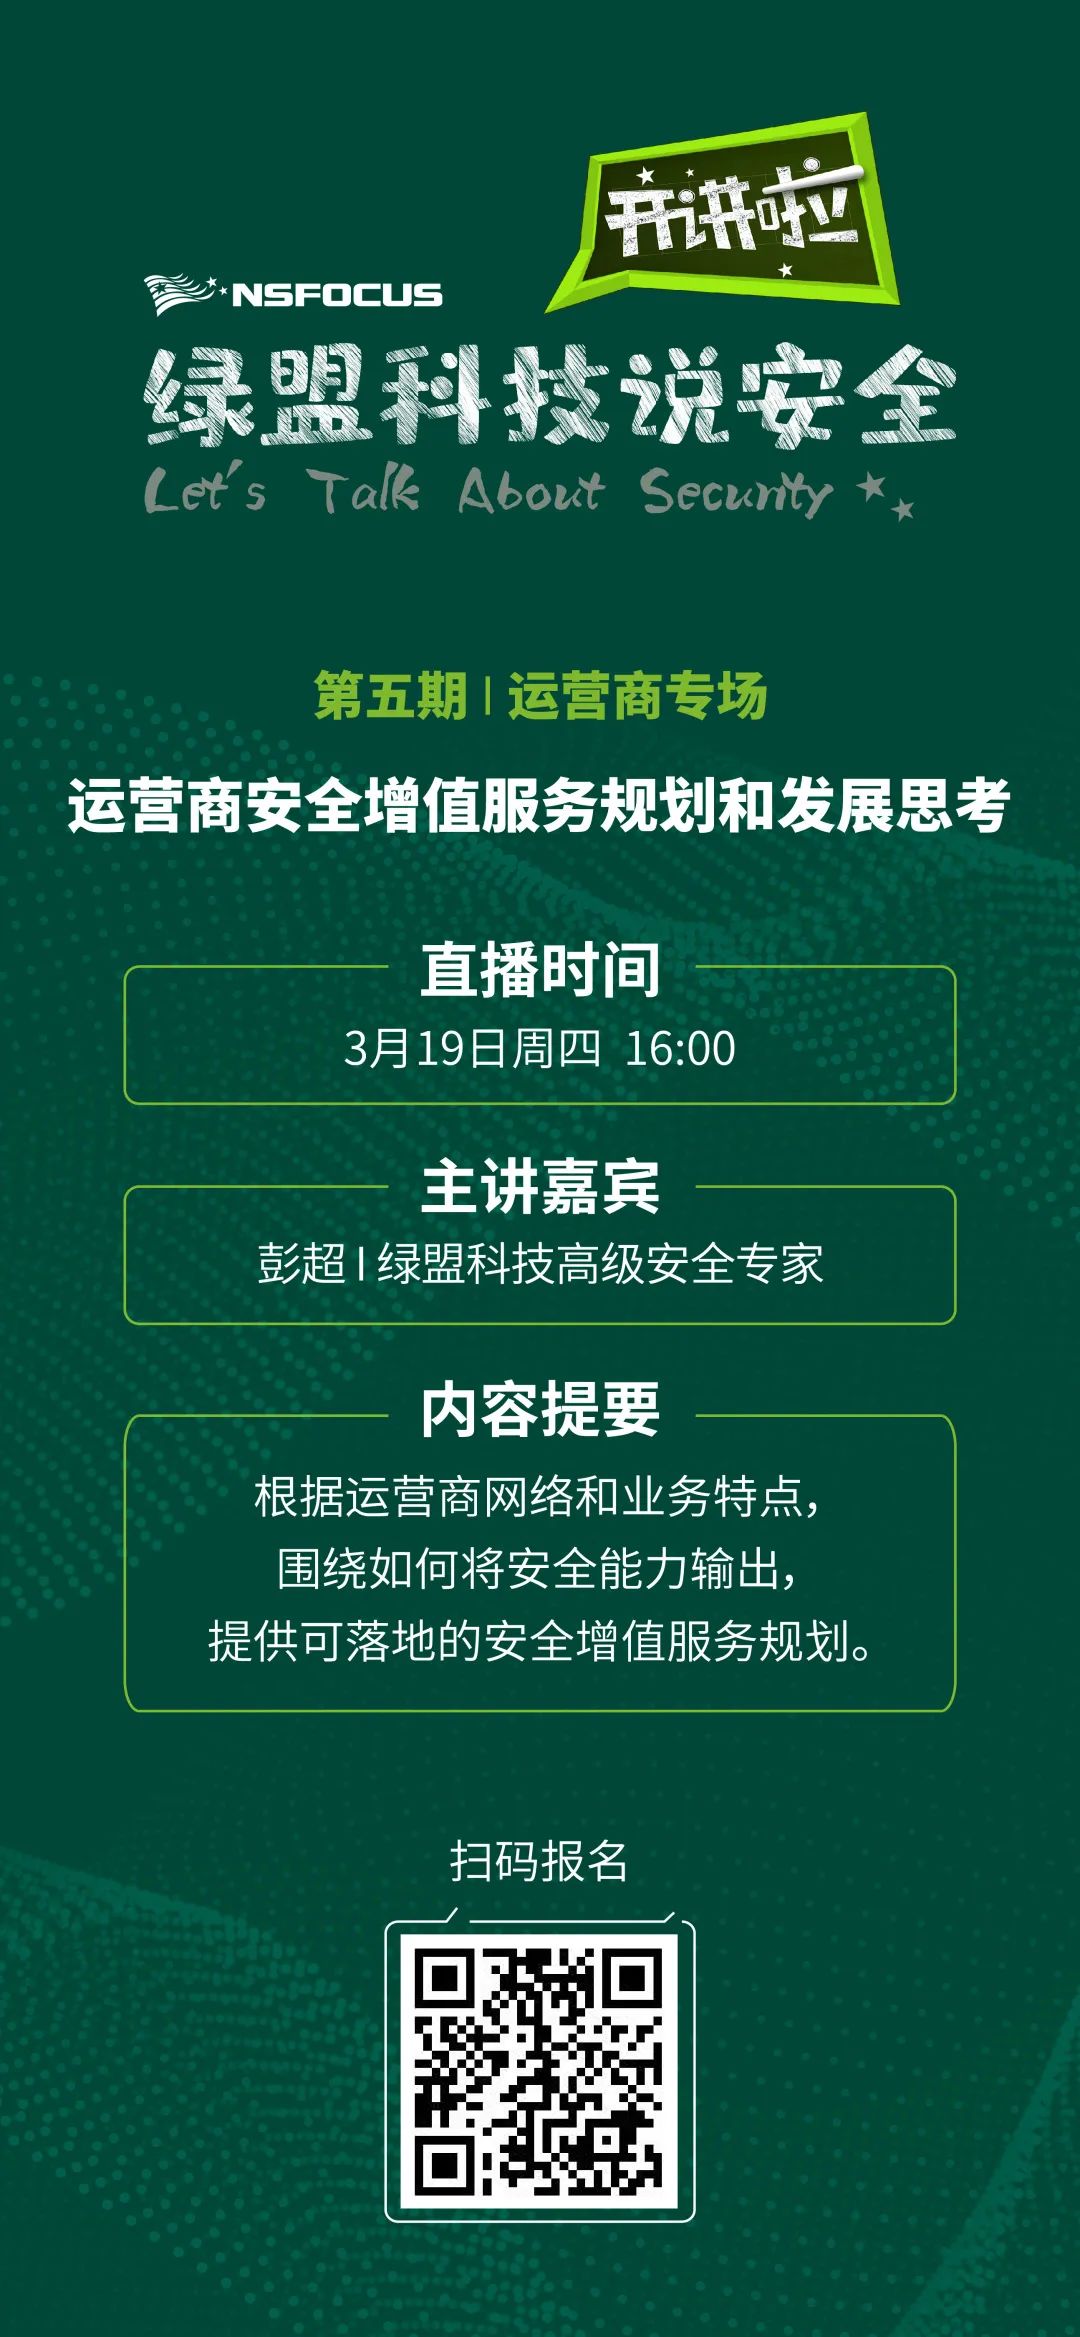 开讲啦
NSFOCUS
绿盟科技说安全
Let's Talk About Security
第五期 | 运营商专场
运营商安全增值服务规划和发展思考
直播时间
3月19日周四 16:00
主讲嘉宾
彭超 | 绿盟科技高级安全专家
内容提要
根据运营商网络和业务特点，
围绕如何将安全能力输出，
提供可落地的安全增值服务规划。
扫码报名